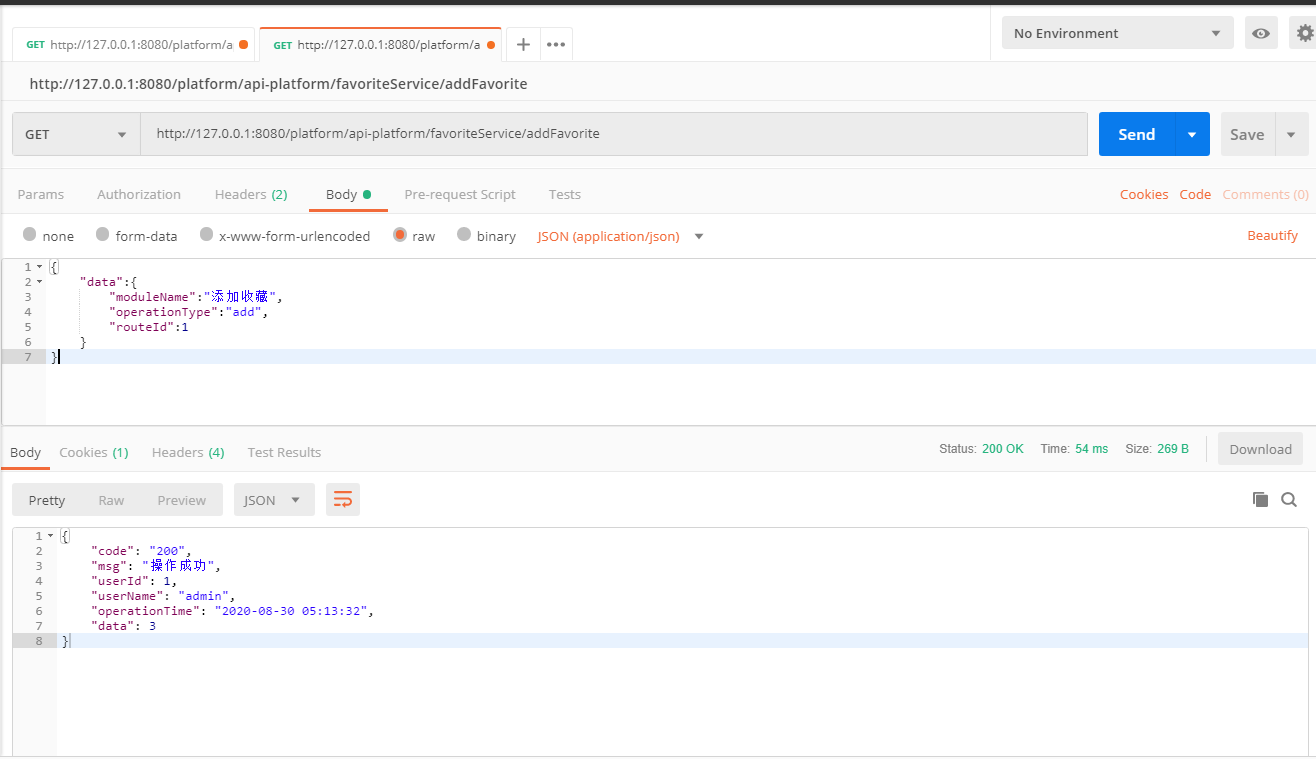 GET http://127.0.0.1:8080/platform/a GET http://127.0.0.1:8080/platform/a No Environment
http://127.0.0.1:8080/platform/api-platform/favoriteService/addFavorite
GET http://127.0.0.1:8080/platform/api-platform/favoriteService/addFavorite Send Save
Params Authorization Headers (2) Body Pre-request Script Tests Cookies Code Comments (0)
none form-data x-www-form-urlencoded raw binary JSON (application/json) Beautify
1 {
2 "data":{
3 "moduleName":"添加收藏",
4 "operationType":"add",
5 "routeId":1
6 }
7 }
Body Cookies (1) Headers (4) Test Results Status: 200 OK Time: 54 ms Size: 269 B Download
Pretty Raw Preview JSON
1 {
2 "code": "200",
3 "msg": "操作成功",
4 "userId": 1,
5 "userName": "admin",
6 "operationTime": "2020-08-30 05:13:32",
7 "data": 3
8 }